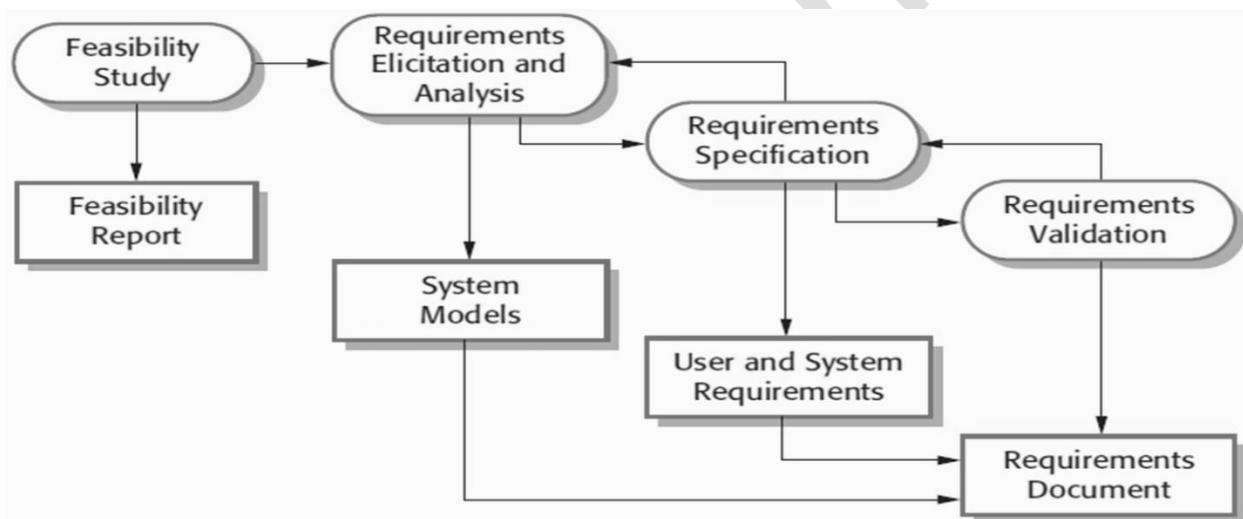 Feasibility
Study
Requirements
Elicitation and
Analysis
Requirements
Specification
Feasibility
Report
Requirements
Validation
System
Models
User and System
Requirements
Requirements
Document